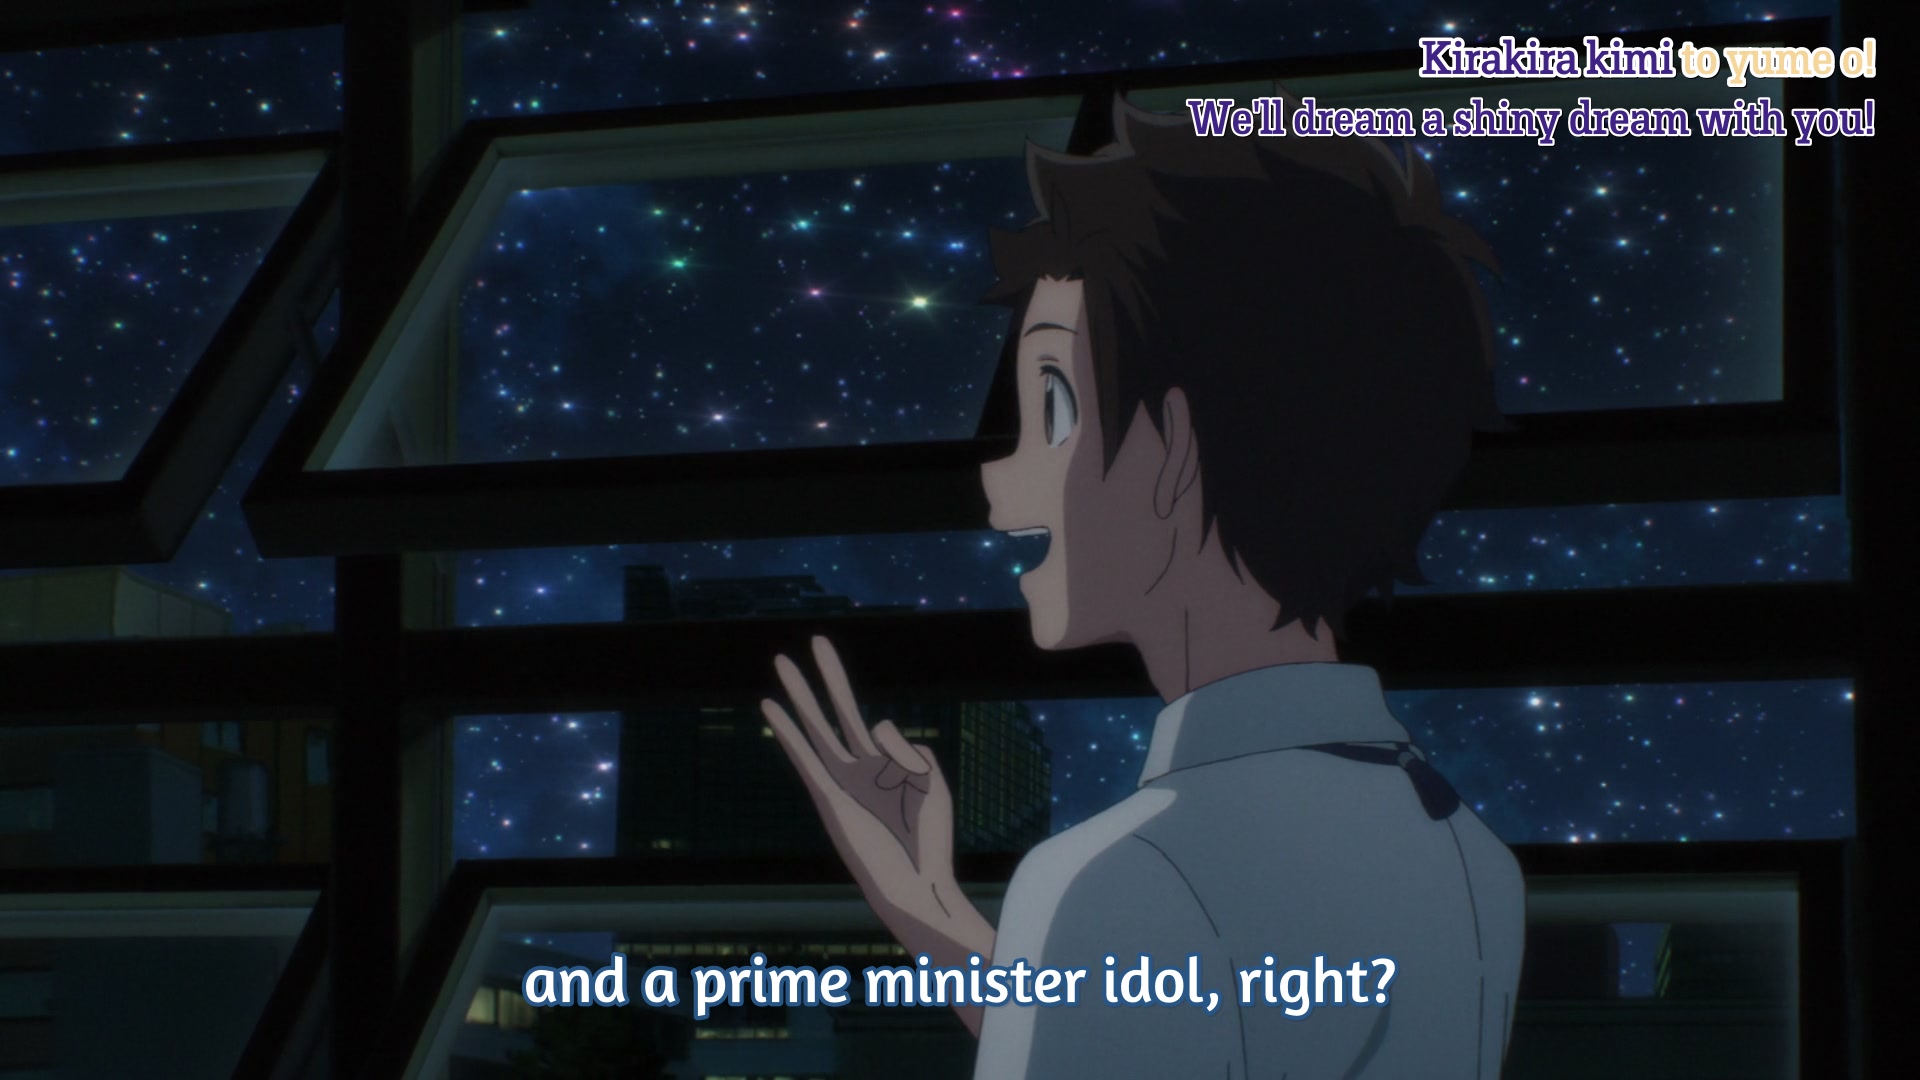 Kirakira kimi to yume o!
We'll dream a shiny dream with you!
and a prime minister idol, right?